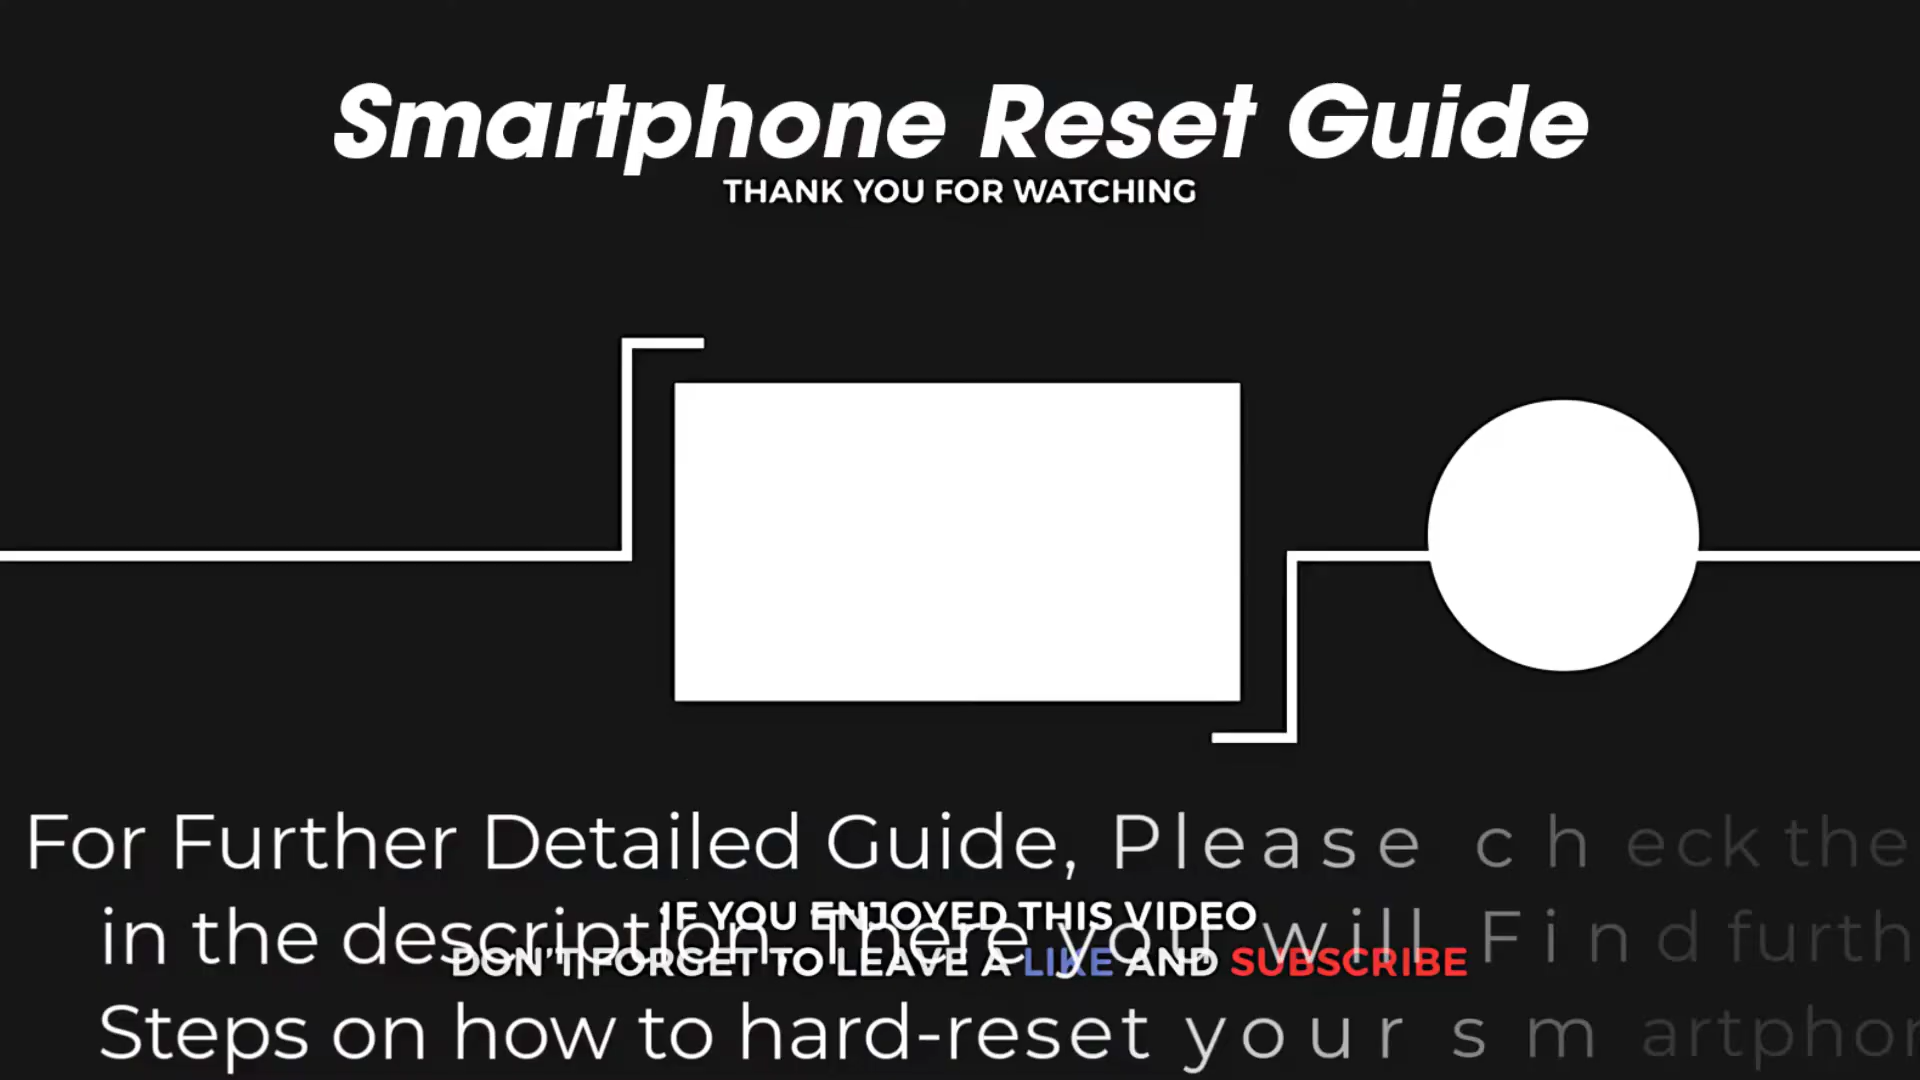 Smartphone Reset Guide
THANK YOU FOR WATCHING
For Further Detailed Guide, Please check the
in the description There you will Find furth
IF YOU ENJOYED THIS VIDEO
DON'T FORGET TO LEAVE A LIKE AND SUBSCRIBE
Steps on how to hard-reset your smartphon